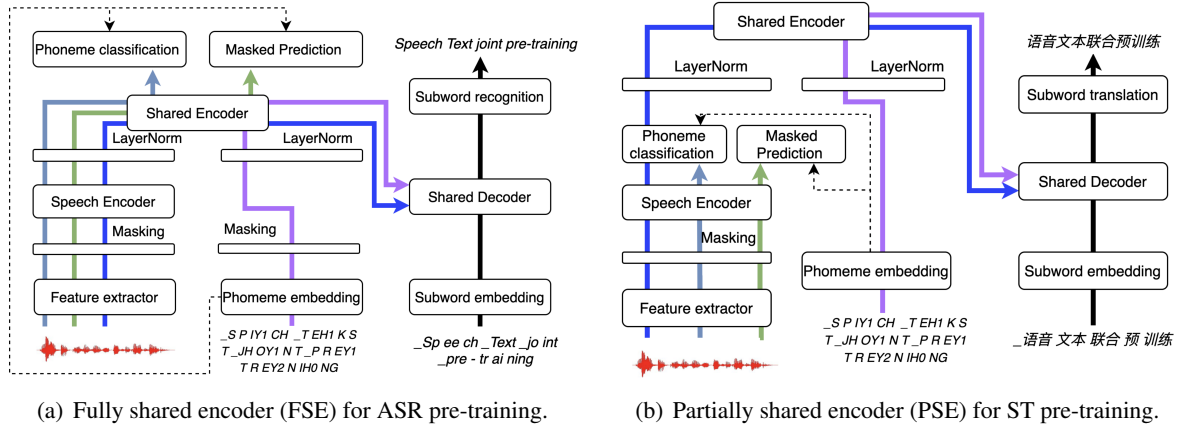 Phoneme classification
Masked Prediction
Speech Text joint pre-training
Subword recognition
Shared Encoder
LayerNorm
LayerNorm
Speech Encoder
Shared Decoder
Masking
Masking
Feature extractor
Phomeme embedding
Subword embedding
_S P IY1 CH _T EH1 K S
T _JH OY1 N T _P R EY1
T R EY2 N IH0 NG
_Sp ee ch _Text _jo int
_pre - tr ai ning
(a) Fully shared encoder (FSE) for ASR pre-training.
Shared Encoder
语音文本联合预训练
LayerNorm
LayerNorm
Subword translation
Phoneme
classification
Masked
Prediction
Speech Encoder
Shared Decoder
Masking
Feature extractor
Phomeme embedding
Subword embedding
_S P IY1 CH _T EH1 K S
T _JH OY1 N T _P R EY1
T R EY2 N IH0 NG
_语音 文本 联合 预 训练
(b) Partially shared encoder (PSE) for ST pre-training.